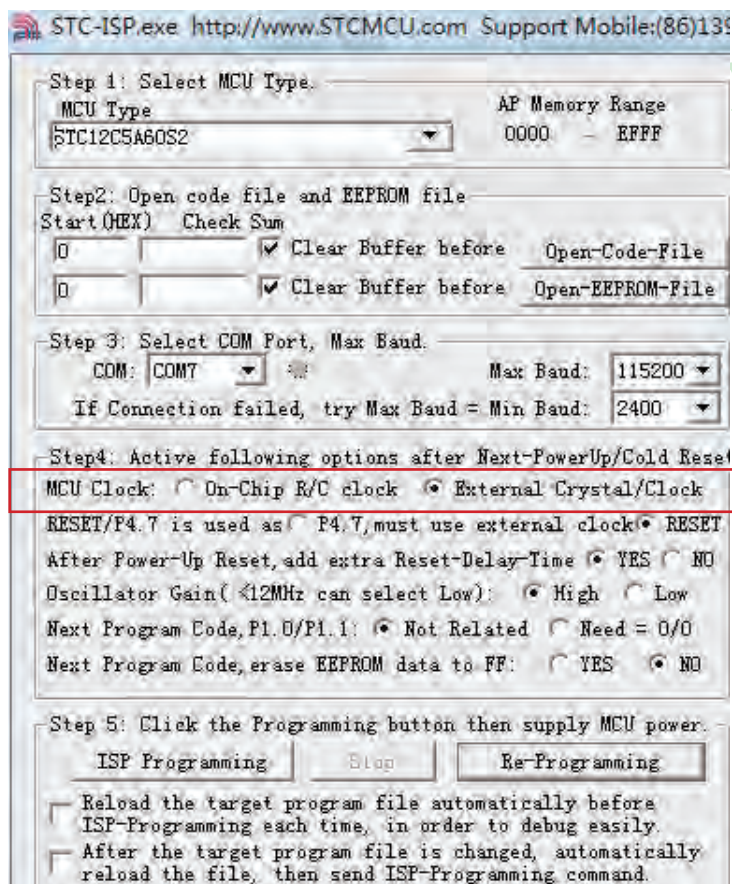 STC-ISP.exe http://www.STCMCU.com Support Mobile:(86)139
Step 1: Select MCU Type.
MCU Type AP Memory Range
STC12C5A60S2 0000 - EFFF
Step2: Open code file and EEPROM file
Start(HEX) Check Sum
0 Clear Buffer before Open-Code-File
0 Clear Buffer before Open-EEPROM-File
Step 3: Select COM Port, Max Baud.
COM: COM7 Max Baud: 115200
If Connection failed, try Max Baud = Min Baud: 2400
Step4: Active following options after Next-PowerUp/Cold Reset
MCU Clock: On-Chip R/C clock External Crystal/Clock
RESET/P4.7 is used as P4.7,must use external clock RESET
After Power-Up Reset,add extra Reset-Delay-Time YES NO
Oscillator Gain( <12MHz can select Low): High Low
Next Program Code,P1.0/P1.1: Not Related Need = 0/0
Next Program Code,erase EEPROM data to FF: YES NO
Step 5: Click the Programming button then supply MCU power.
ISP Programming Stop Re-Programming
Reload the target program file automatically before
ISP-Programming each time, in order to debug easily.
After the target program file is changed, automatically
reload the file, then send ISP-Programming command.